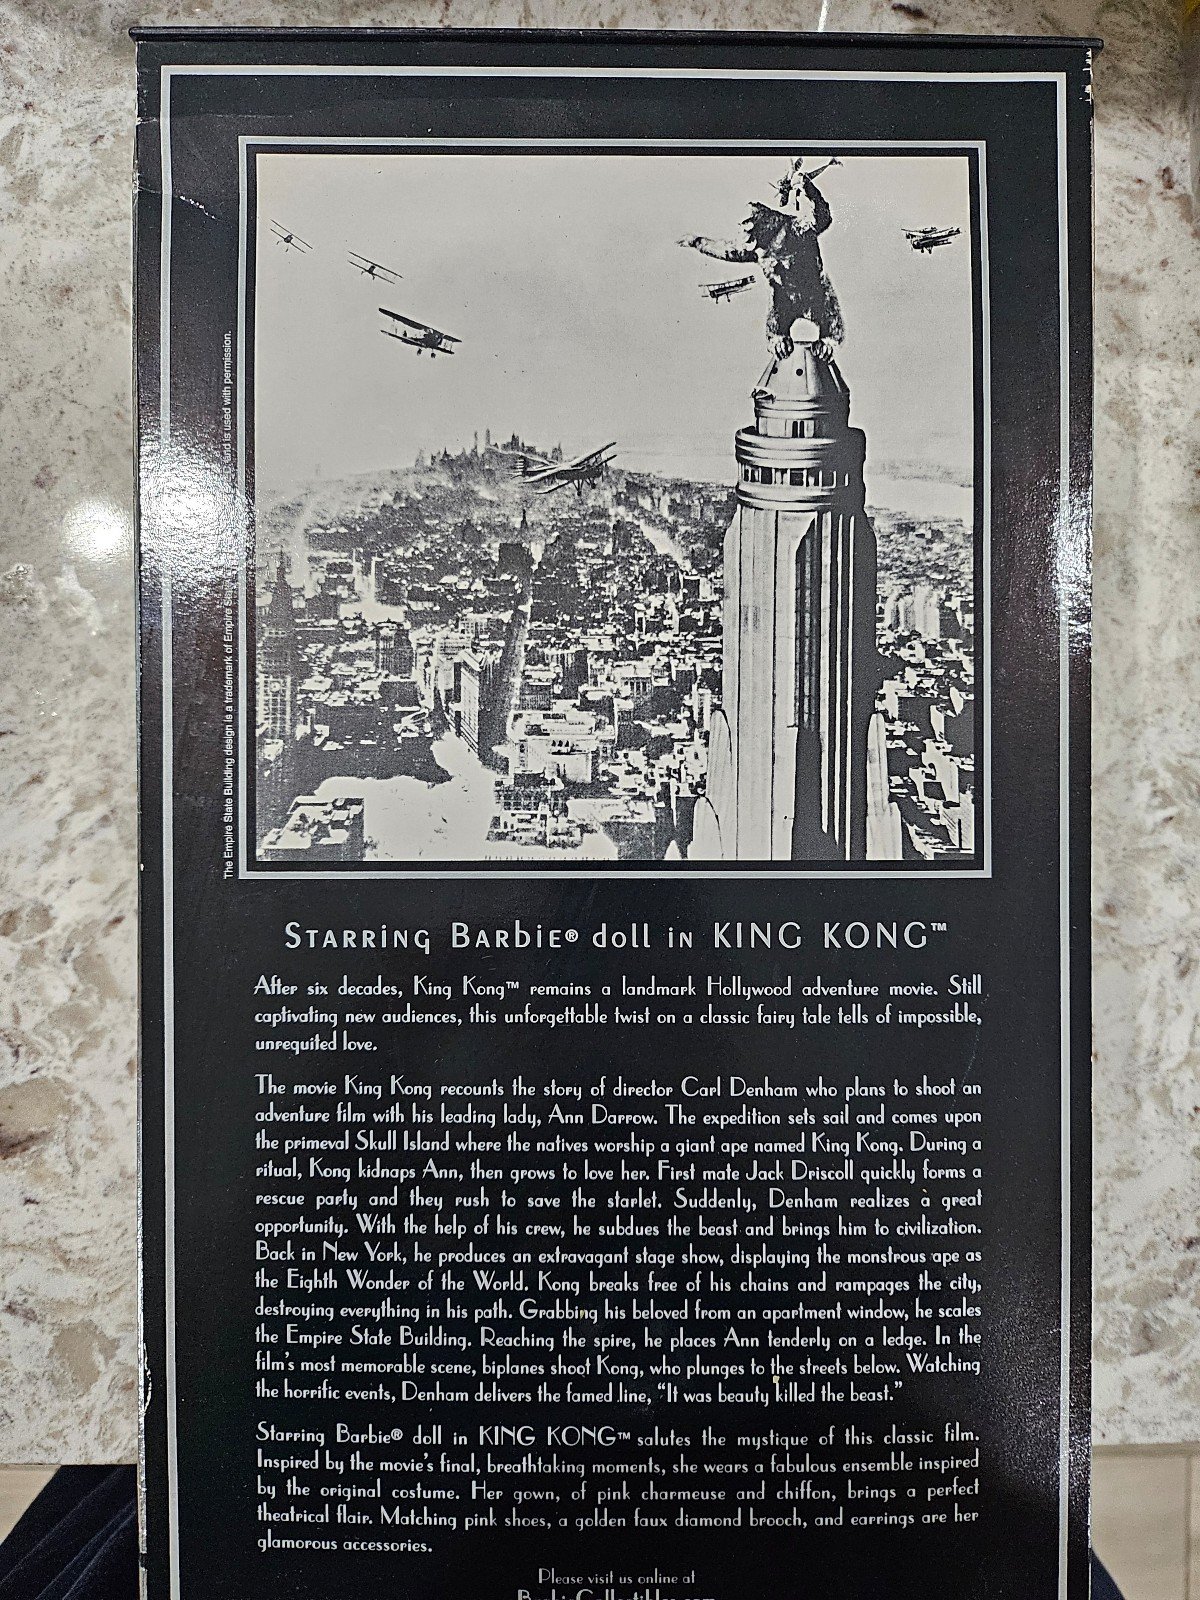 The Empire State Building design is a trademark of Empire State and is used with permission.
Starring Barbie® doll in KING KONG™
After six decades, King Kong™ remains a landmark Hollywood adventure movie. Still
captivating new audiences, this unforgettable twist on a classic fairy tale tells of impossible,
unrequited love.
The movie King Kong recounts the story of director Carl Denham who plans to shoot an
adventure film with his leading lady, Ann Darrow. The expedition sets sail and comes upon
the primeval Skull Island where the natives worship a giant ape named King Kong. During a
ritual, Kong kidnaps Ann, then grows to love her. First mate Jack Driscoll quickly forms a
rescue party and they rush to save the starlet. Suddenly, Denham realizes a great
opportunity. With the help of his crew, he subdues the beast and brings him to civilization.
Back in New York, he produces an extravagant stage show, displaying the monstrous ape as
the Eighth Wonder of the World. Kong breaks free of his chains and rampages the city,
destroying everything in his path. Grabbing his beloved from an apartment window, he scales
the Empire State Building. Reaching the spire, he places Ann tenderly on a ledge. In the
film's most memorable scene, biplanes shoot Kong, who plunges to the streets below. Watching
the horrific events, Denham delivers the famed line, "It was beauty killed the beast."
Starring Barbie® doll in KING KONG™ salutes the mystique of this classic film.
Inspired by the movie's final, breathtaking moments, she wears a fabulous ensemble inspired
by the original costume. Her gown, of pink charmeuse and chiffon, brings a perfect
theatrical flair. Matching pink shoes, a golden faux diamond brooch, and earrings are her
glamorous accessories.
Please visit us online at
BarbieCollectibles.com